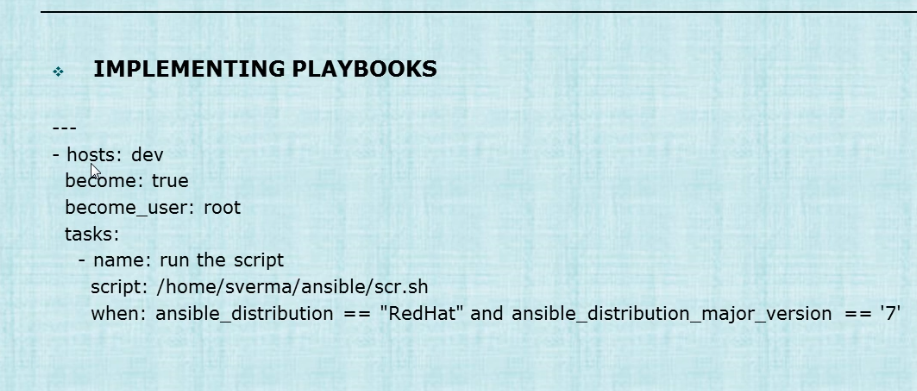 IMPLEMENTING PLAYBOOKS
---
- hosts: dev
become: true
become_user: root
tasks:
- name: run the script
script: /home/sverma/ansible/scr.sh
when: ansible_distribution == "RedHat" and ansible_distribution_major_version == '7'